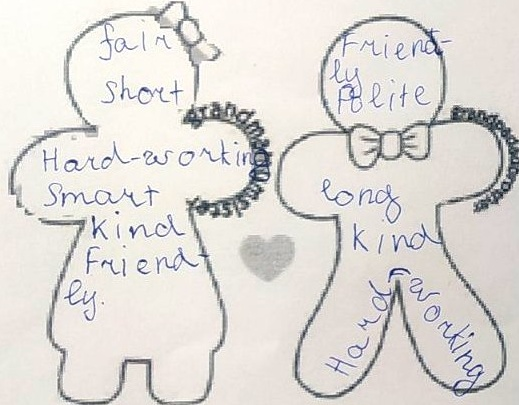 fair
Short
Hard-working
Smart
kind
Friend-
ly.
Friend-
ly
Polite
long
kind
Hard-working